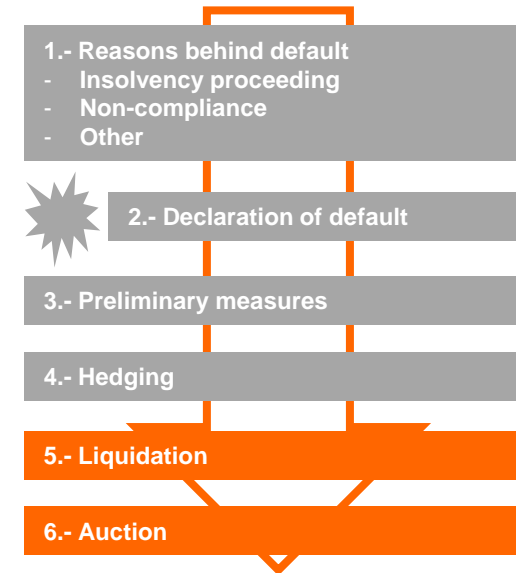 1.- Reasons behind default
- Insolvency proceeding
- Non-compliance
- Other
2.- Declaration of default
3.- Preliminary measures
4.- Hedging
5.- Liquidation
6.- Auction